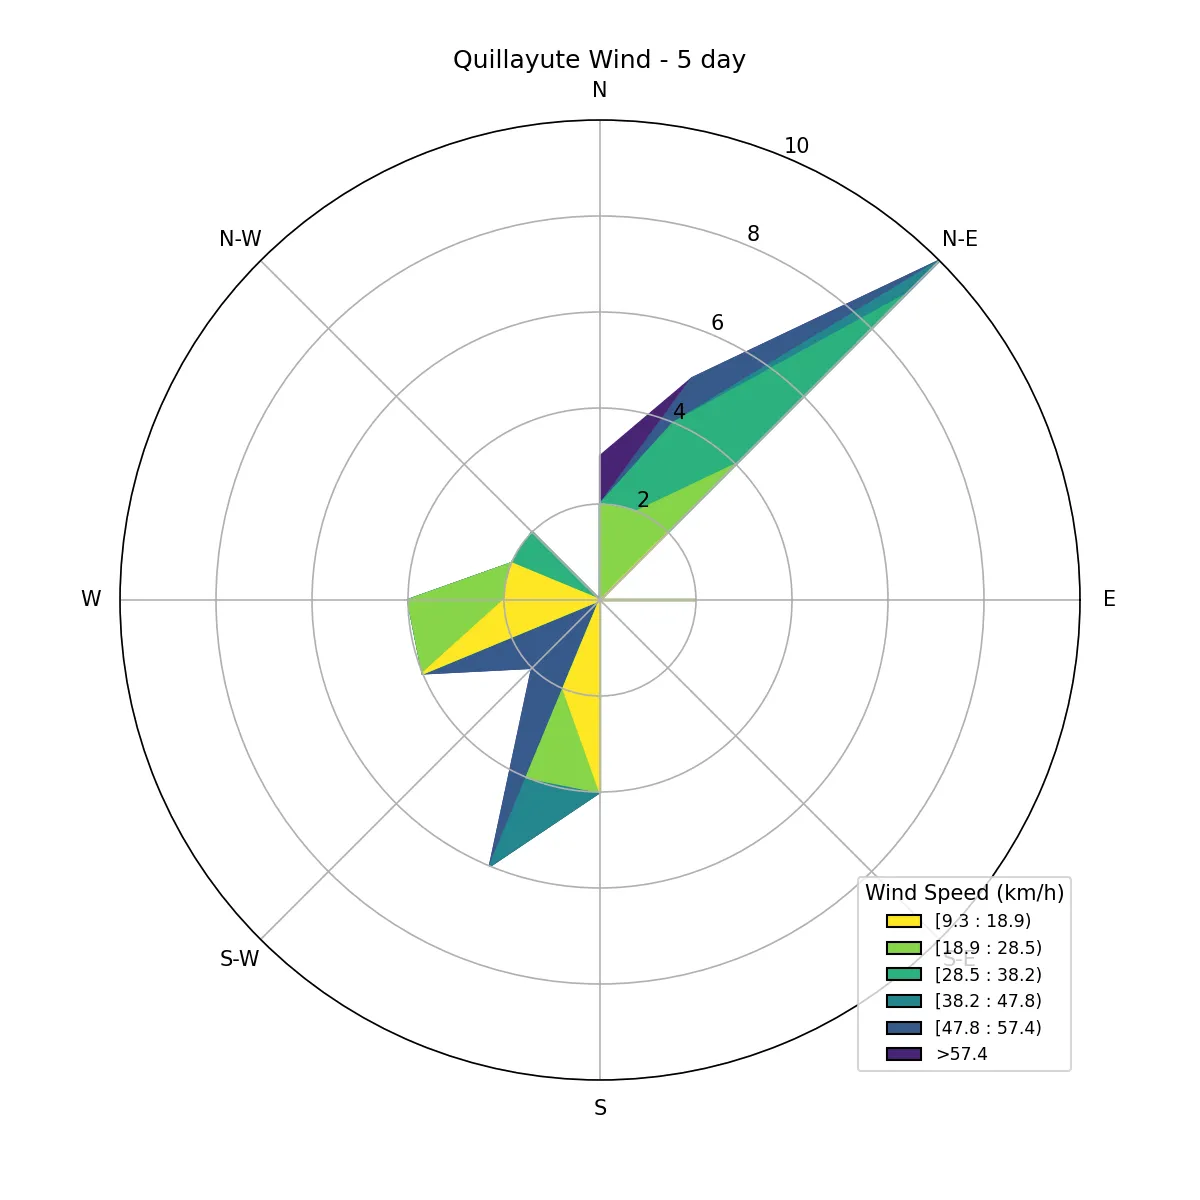 Quillayute Wind - 5 day
N
10
N-W
8
N-E
6
4
2
W
E
S-W
S-E
S
Wind Speed (km/h)
[9.3 : 18.9)
[18.9 : 28.5)
[28.5 : 38.2)
[38.2 : 47.8)
[47.8 : 57.4)
>57.4